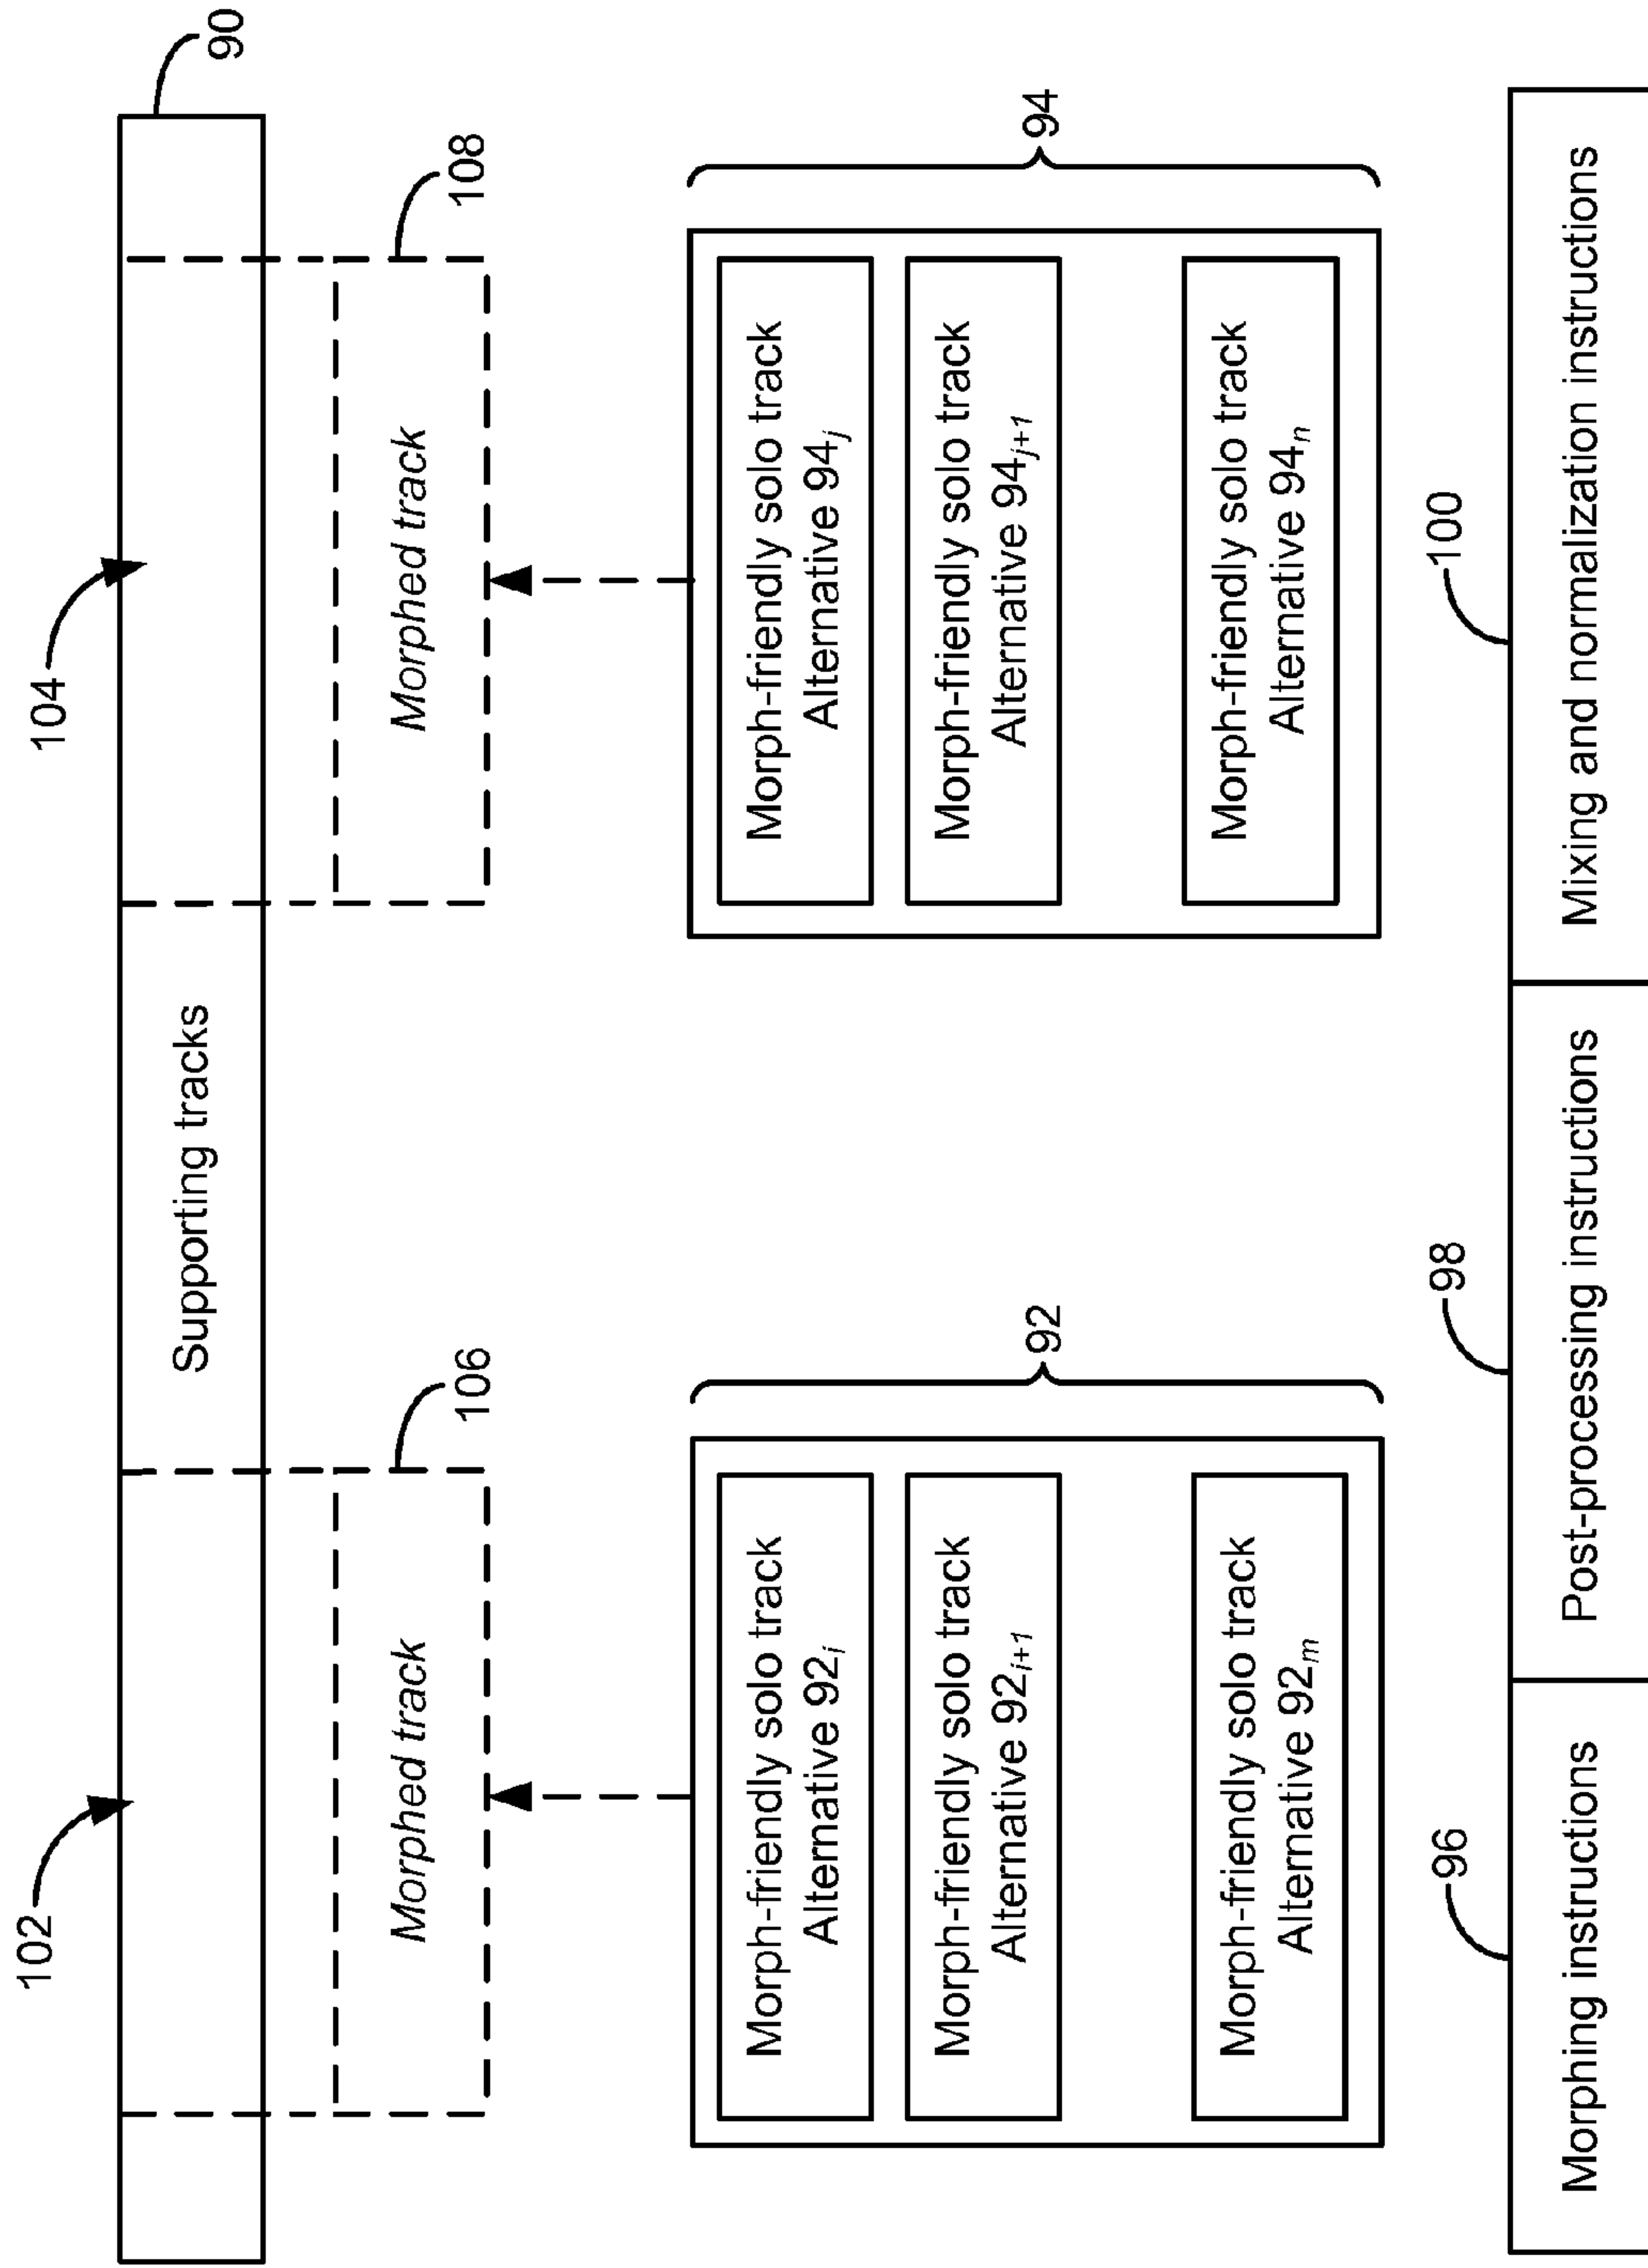 102
104
Supporting tracks
90
Morphed track
106
Morphed track
108
Morph-friendly solo track
Alternative 92i
Morph-friendly solo track
Alternative 92i+1
Morph-friendly solo track
Alternative 92m
92
Morph-friendly solo track
Alternative 94j
Morph-friendly solo track
Alternative 94j+1
Morph-friendly solo track
Alternative 94n
94
96
98
100
Morphing instructions
Post-processing instructions
Mixing and normalization instructions